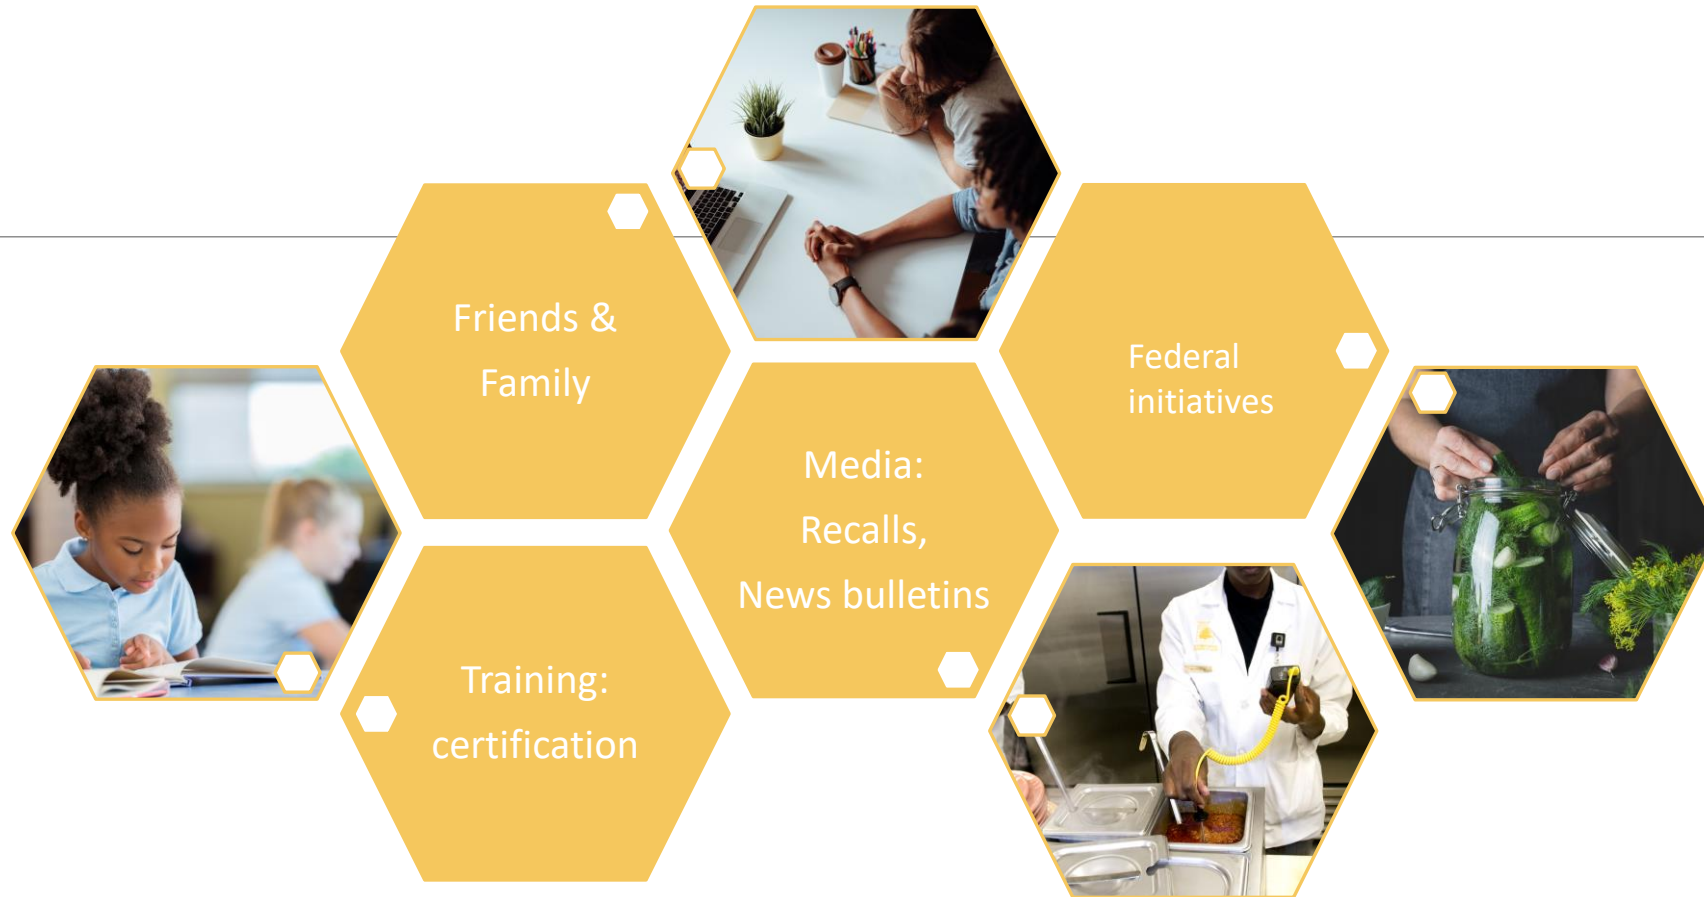 Friends &
Family
Federal
initiatives
Media:
Recalls,
News bulletins
Training:
certification